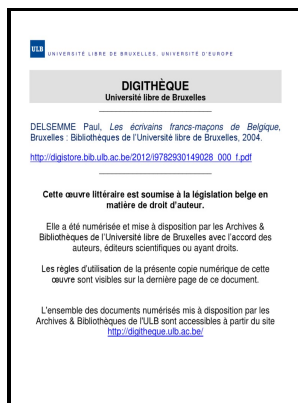 ULB UNIVERSITÉ LIBRE DE BRUXELLES, UNIVERSITÉ D'EUROPE
DIGITHÈQUE
Université libre de Bruxelles
DELSEMME Paul, Les écrivains francs-maçons de Belgique,
Bruxelles : Bibliothèques de l'Université libre de Bruxelles, 2004.
http://digistore.bib.ulb.ac.be/2012/i9782930149028_000_f.pdf
Cette œuvre littéraire est soumise à la législation belge en
matière de droit d'auteur.
Elle a été numérisée et mise à disposition par les Archives &
Bibliothèques de l'Université libre de Bruxelles avec l'accord des
auteurs, éditeurs scientifiques ou ayant droits.
Les règles d'utilisation de la présente copie numérique de cette
œuvre sont visibles sur la dernière page de ce document.
L'ensemble des documents numérisés mis à disposition par les
Archives & Bibliothèques de l'ULB sont accessibles à partir du site
http://digitheque.ulb.ac.be/